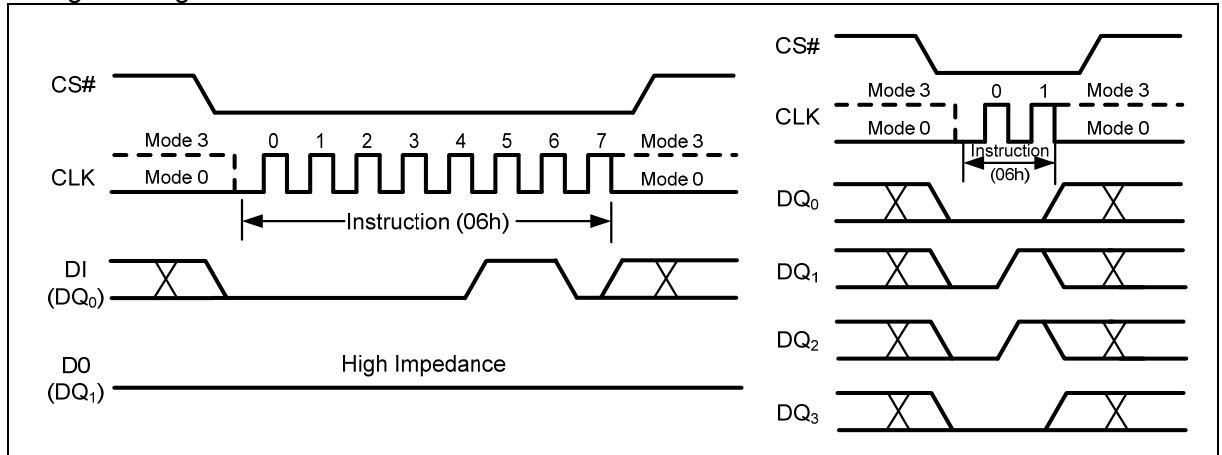 CS#
Mode 3 0 1 2 3 4 5 6 7 Mode 3
CLK Mode 0 Mode 0
Instruction (06h)
DI
(DQ0)
D0 High Impedance
(DQ1)
CS#
Mode 3 0 1 Mode 3
CLK Mode 0 Mode 0
Instruction
(06h)
DQ0
DQ1
DQ2
DQ3